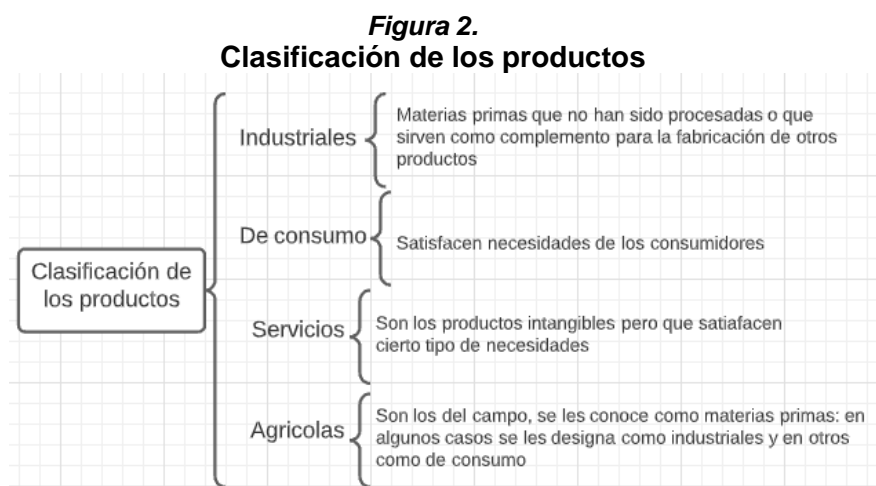 Figura 2.
Clasificación de los productos
Industriales
Materias primas que no han sido procesadas o que
sirven como complemento para la fabricación de otros
productos
De consumo
Satisfacen necesidades de los consumidores
Clasificación de
los productos
Servicios
Son los productos intangibles pero que satiafacen
cierto tipo de necesidades
Agricolas
Son los del campo, se les conoce como materias primas: en
algunos casos se les designa como industriales y en otros
como de consumo